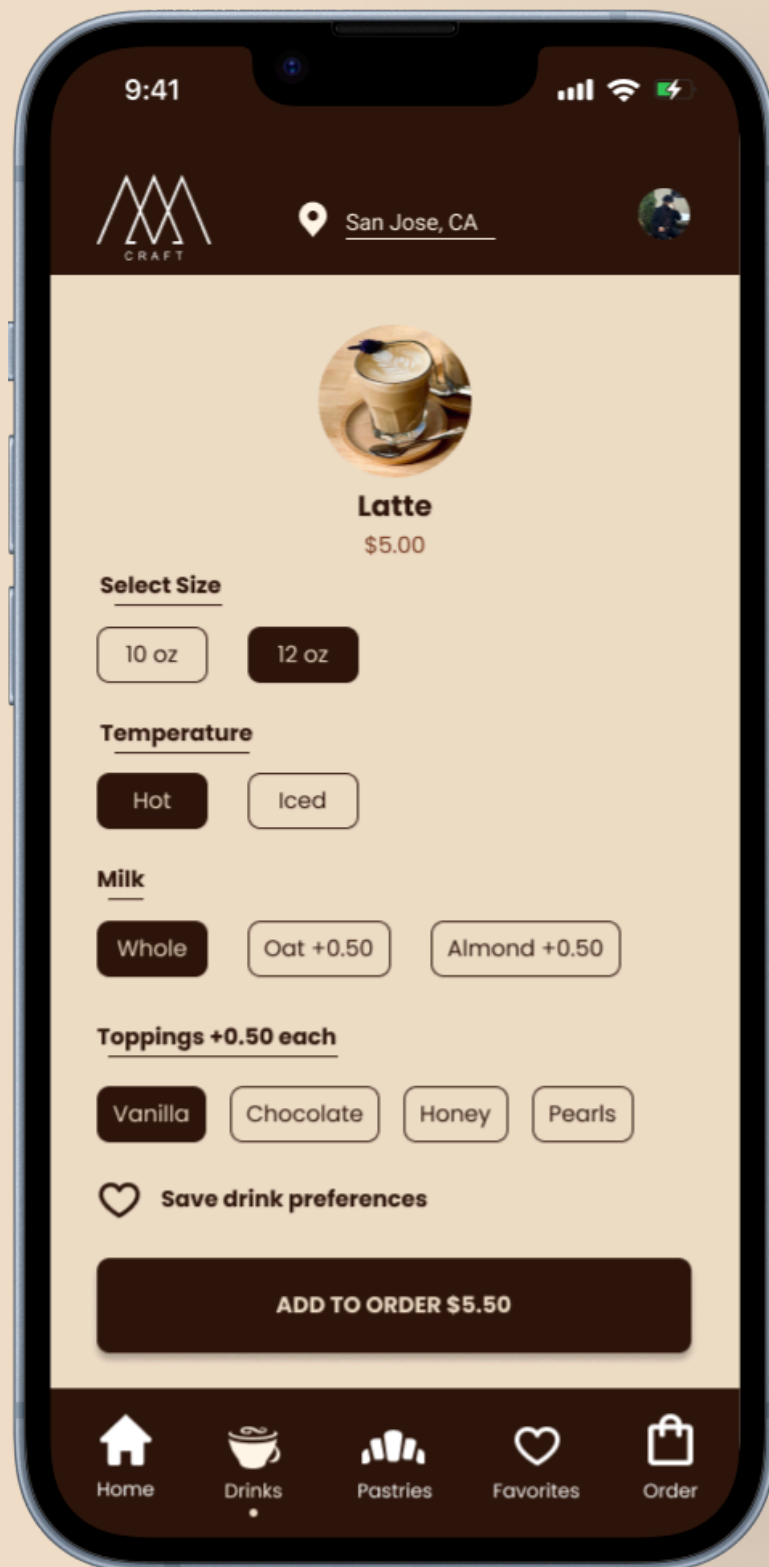 9:41
CRAFT
San Jose, CA
Latte
$5.00
Select Size
10 oz 12 oz
Temperature
Hot Iced
Milk
Whole Oat +0.50 Almond +0.50
Toppings +0.50 each
Vanilla Chocolate Honey Pearls
Save drink preferences
ADD TO ORDER $5.50
Home Drinks Pastries Favorites Order